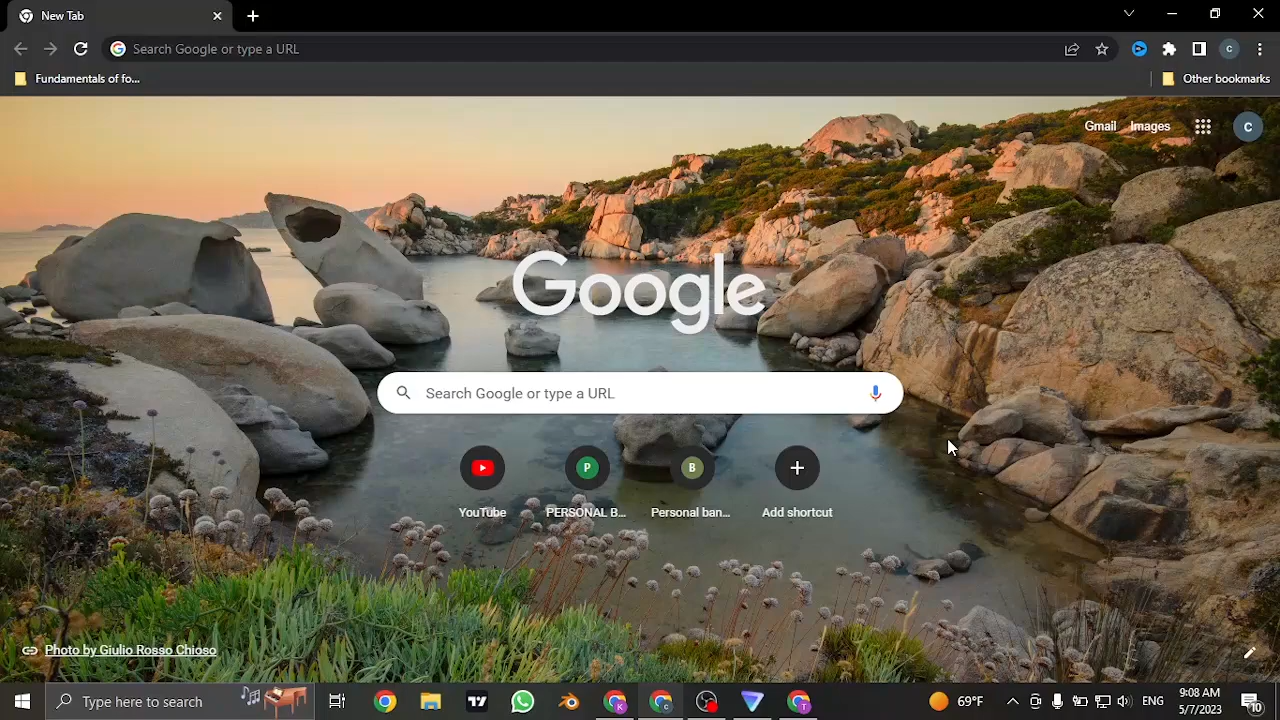 New Tab
Search Google or type a URL
C
Fundamentals of fo...
Other bookmarks
Gmail Images
C
Google
Search Google or type a URL
P
B
YouTube
PERSONAL B...
Personal ban...
Add shortcut
Photo by Giulio Rosso Chioso
Type here to search
K
C
T
69°F
ENG
9:08 AM
5/7/2023
10